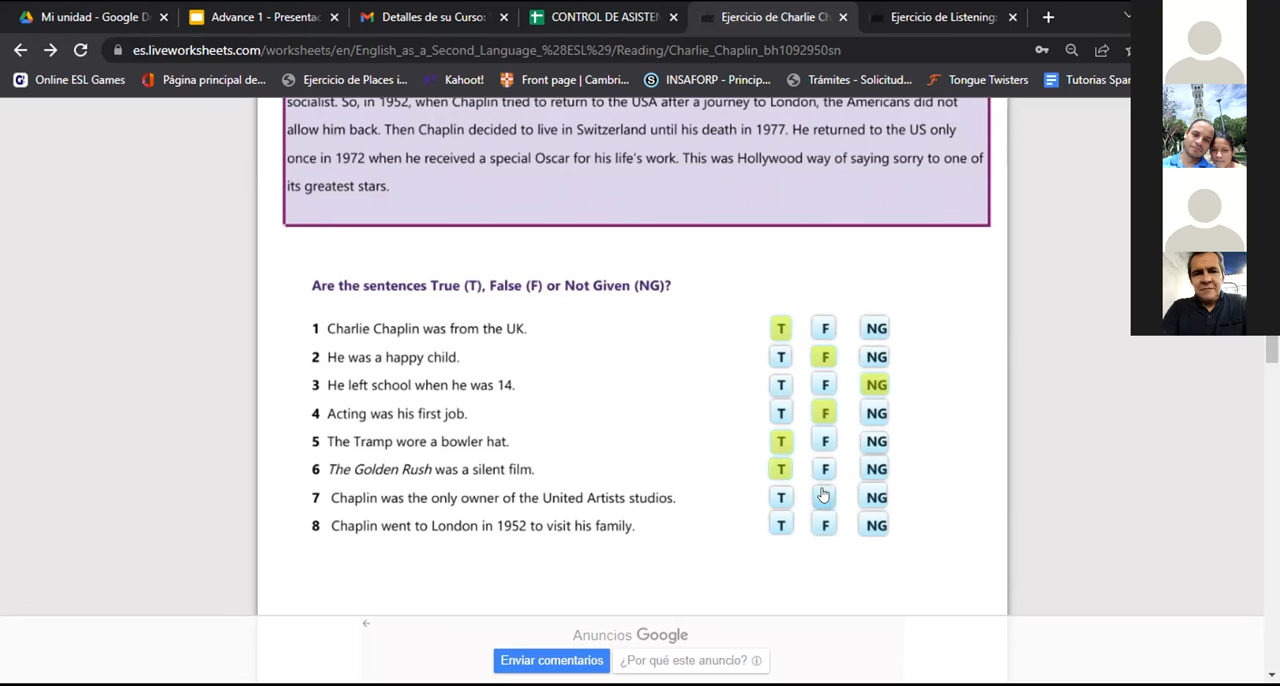 Mi unidad - Google D
Advance 1 - Presenta
Detalles de su Curso:
CONTROL DE ASISTEN
Ejercicio de Charlie C
Ejercicio de Listening:
es.liveworksheets.com/worksheets/en/English_as_a_Second_Language_%28ESL%29/Reading/Charlie_Chaplin_bh1092950sn
Online ESL Games
Página principal de...
Ejercicio de Places i...
Kahoot!
Front page | Cambri...
INSAFORP - Princip...
Trámites - Solicitud...
Tongue Twisters
Tutorias Spar
socialist. So, in 1952, when Chaplin tried to return to the USA after a journey to London, the Americans did not
allow him back. Then Chaplin decided to live in Switzerland until his death in 1977. He returned to the US only
once in 1972 when he received a special Oscar for his life's work. This was Hollywood way of saying sorry to one of
its greatest stars.
Are the sentences True (T), False (F) or Not Given (NG)?
1 Charlie Chaplin was from the UK. T F NG
2 He was a happy child. T F NG
3 He left school when he was 14. T F NG
4 Acting was his first job. T F NG
5 The Tramp wore a bowler hat. T F NG
6 The Golden Rush was a silent film. T F NG
7 Chaplin was the only owner of the United Artists studios. T NG
8 Chaplin went to London in 1952 to visit his family. T F NG
Anuncios Google
Enviar comentarios
¿Por qué este anuncio?